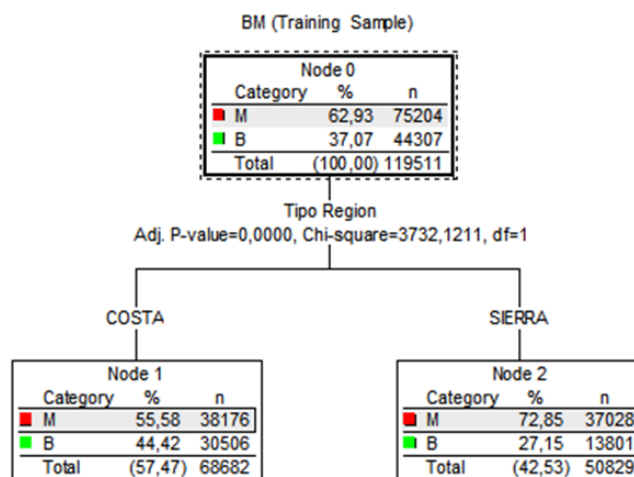 BM (Training Sample)
Node 0
Category % n
M 62,93 75204
B 37,07 44307
Total (100,00) 119511
Tipo Region
Adj. P-value=0,0000, Chi-square=3732,1211, df=1
COSTA
SIERRA
Node 1
Category % n
M 55,58 38176
B 44,42 30506
Total (57,47) 68682
Node 2
Category % n
M 72,85 37028
B 27,15 13801
Total (42,53) 50829